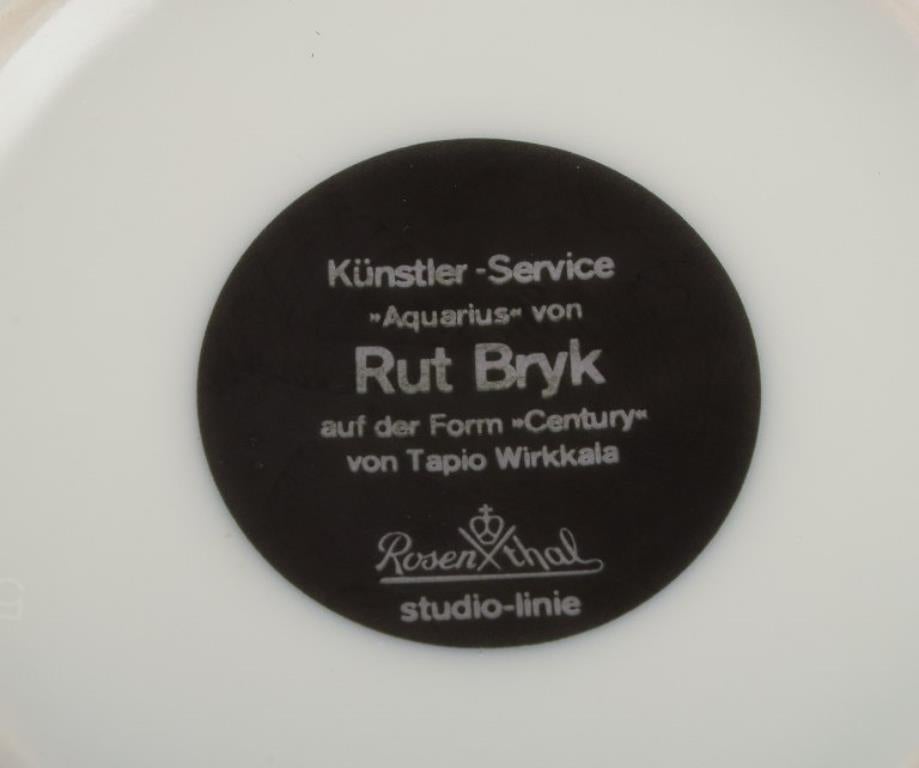 Künstler-Service
»Aquarius« von
Rut Bryk
auf der Form »Century«
von Tapio Wirkkala
Rosenthal
studio-linie